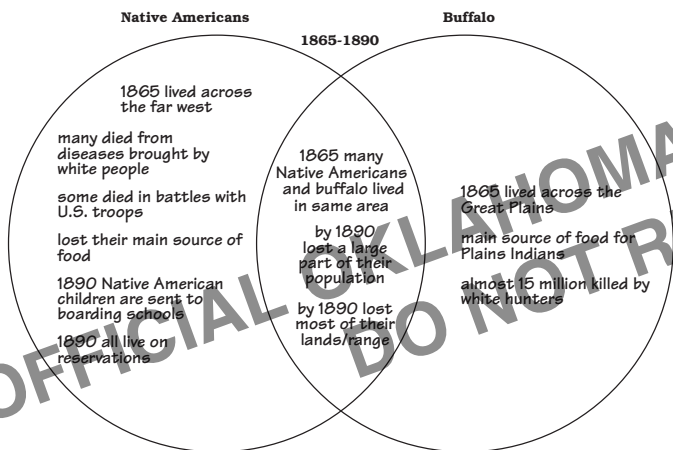 Native Americans
Buffalo
1865-1890
1865 lived across
the far west
many died from
diseases brought by
white people
some died in battles with
U.S. troops
lost their main source of
food
1890 Native American
children are sent to
boarding schools
1890 all live on
reservations
1865 many
Native Americans
and buffalo lived
in same area
by 1890
lost a large
part of their
population
by 1890 lost
most of their
lands/range
1865 lived across the
Great Plains
main source of food for
Plains Indians
almost 15 million killed by
white hunters
OFFICIAL OKLAHOMA
DO NOT